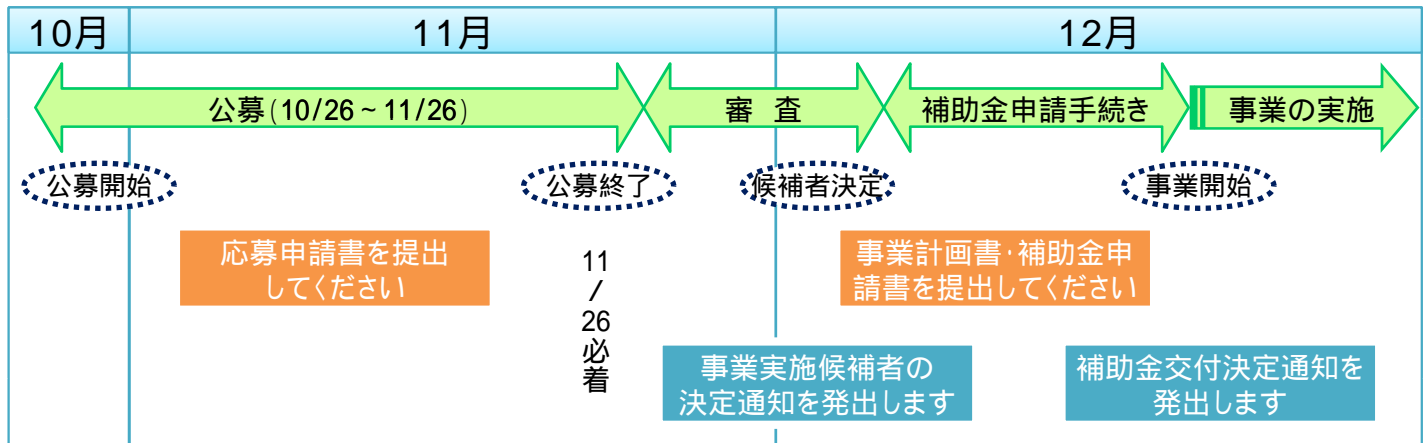 10月
11月
12月
公募(10/26～11/26)
審 査
補助金申請手続き
事業の実施
公募開始
公募終了
候補者決定
事業開始
応募申請書を提出
してください
11
/
26
必
着
事業計画書・補助金申
請書を提出してください
事業実施候補者の
決定通知を発出します
補助金交付決定通知を
発出します